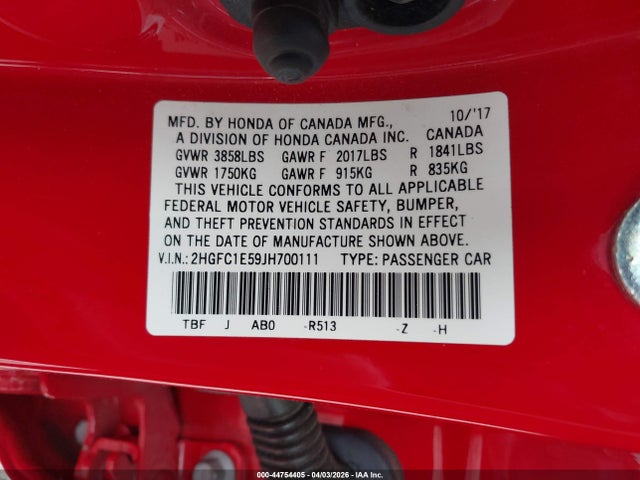 MFD. BY HONDA OF CANADA MFG., 10/'17
A DIVISION OF HONDA CANADA INC. CANADA
GVWR 3858LBS GAWR F 2017LBS R 1841LBS
GVWR 1750KG GAWR F 915KG R 835KG
THIS VEHICLE CONFORMS TO ALL APPLICABLE
FEDERAL MOTOR VEHICLE SAFETY, BUMPER,
AND THEFT PREVENTION STANDARDS IN EFFECT
ON THE DATE OF MANUFACTURE SHOWN ABOVE.
V.I.N.: 2HGFC1E59JH700111 TYPE: PASSENGER CAR
TBF J AB0 -R513 -Z -H
000-44754405 04/03/2026 IAA Inc.